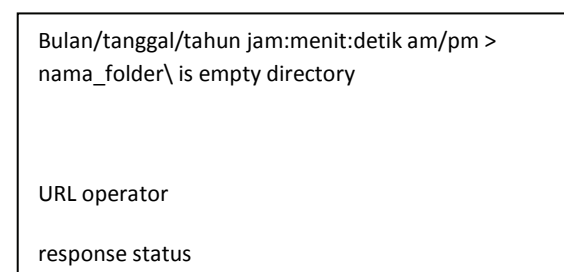 Bulan/tanggal/tahun jam:menit:detik am/pm >
nama_folder\ is empty directory
URL operator
response status